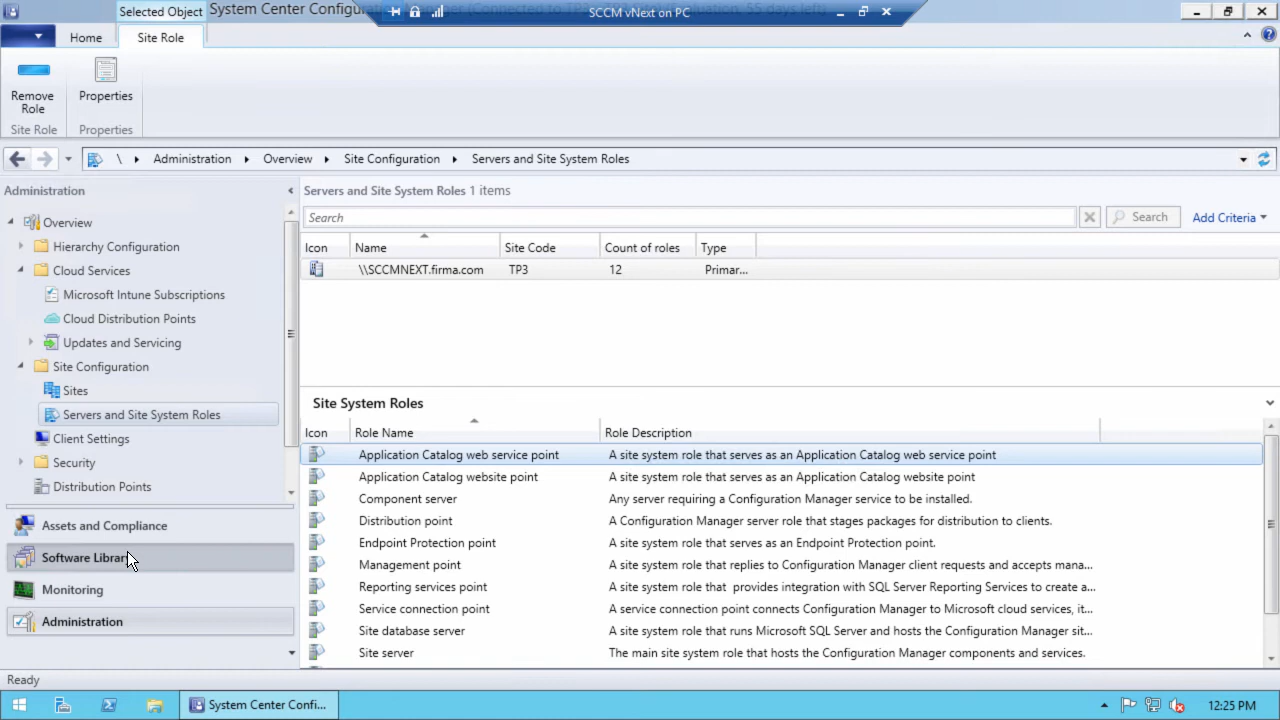 Selected Object
System Center Configura
SCCM vNext on PC
Home
Site Role
Remove Role
Properties
Site Role
Properties
\ Administration Overview Site Configuration Servers and Site System Roles
Administration
Overview
Hierarchy Configuration
Cloud Services
Microsoft Intune Subscriptions
Cloud Distribution Points
Updates and Servicing
Site Configuration
Sites
Servers and Site System Roles
Client Settings
Security
Distribution Points
Assets and Compliance
Software Library
Monitoring
Administration
Servers and Site System Roles 1 items
Search
Search
Add Criteria
Icon Name Site Code Count of roles Type
\\SCCMNEXT.firma.com TP3 12 Primar...
Site System Roles
Icon Role Name Role Description
Application Catalog web service point A site system role that serves as an Application Catalog web service point
Application Catalog website point A site system role that serves as an Application Catalog website point
Component server Any server requiring a Configuration Manager service to be installed.
Distribution point A Configuration Manager server role that stages packages for distribution to clients.
Endpoint Protection point A site system role that serves as an Endpoint Protection point.
Management point A site system role that replies to Configuration Manager client requests and accepts mana...
Reporting services point A site system role that provides integration with SQL Server Reporting Services to create a...
Service connection point A service connection point connects Configuration Manager to Microsoft cloud services, it...
Site database server A site system role that runs Microsoft SQL Server and hosts the Configuration Manager sit...
Site server The main site system role that hosts the Configuration Manager components and services.
Ready
System Center Confi...
12:25 PM